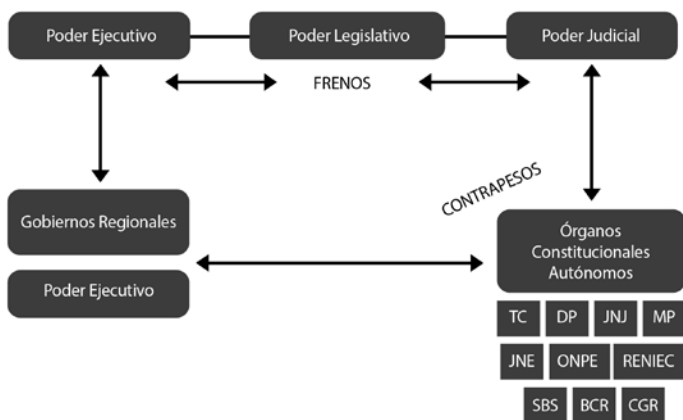 Poder Ejecutivo
Poder Legislativo
Poder Judicial
FRENOS
CONTRAPESOS
Gobiernos Regionales
Poder Ejecutivo
Órganos
Constitucionales
Autónomos
TC DP JNJ MP
JNE ONPE RENIEC
SBS BCR CGR